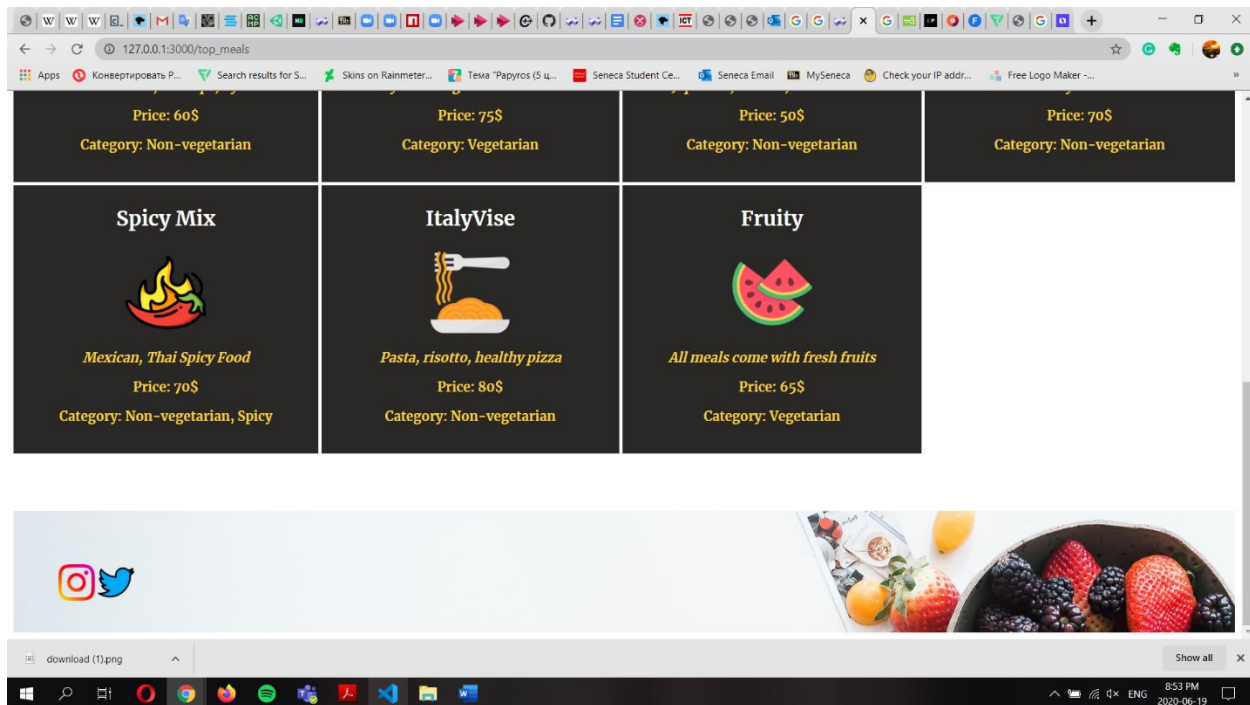 127.0.0.1:3000/top_meals
Apps Конвертировать P... Search results for S... Skins on Rainmeter... Тема "Papyros (5 ц... Seneca Student Ce... Seneca Email MySeneca Check your IP addr... Free Logo Maker -... »
Price: 60$ Price: 75$ Price: 50$ Price: 70$
Category: Non-vegetarian Category: Vegetarian Category: Non-vegetarian Category: Non-vegetarian
Spicy Mix ItalyVise Fruity
Mexican, Thai Spicy Food Pasta, risotto, healthy pizza All meals come with fresh fruits
Price: 70$ Price: 80$ Price: 65$
Category: Non-vegetarian, Spicy Category: Non-vegetarian Category: Vegetarian
download (1).png Show all
ENG 8:53 PM
2020-06-19